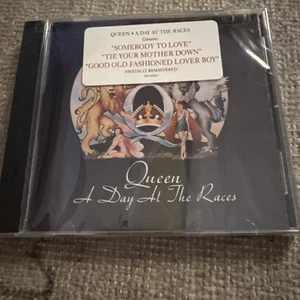 QUEEN • A DAY AT THE RACES
Contains:
"SOMEBODY TO LOVE"
"TIE YOUR MOTHER DOWN"
"GOOD OLD FASHIONED LOVER BOY"
DIGITALLY REMASTERED
Queen
A Day At The Races